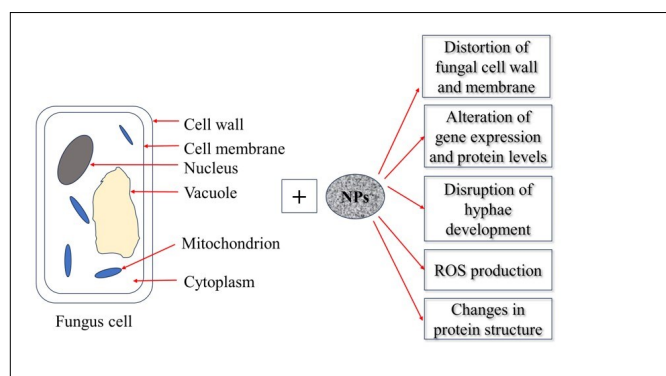 Cell wall
Cell membrane
Nucleus
Vacuole
Mitochondrion
Cytoplasm
Fungus cell
+
NPs
Distortion of
fungal cell wall
and membrane
Alteration of
gene expression
and protein levels
Disruption of
hyphae
development
ROS production
Changes in
protein structure